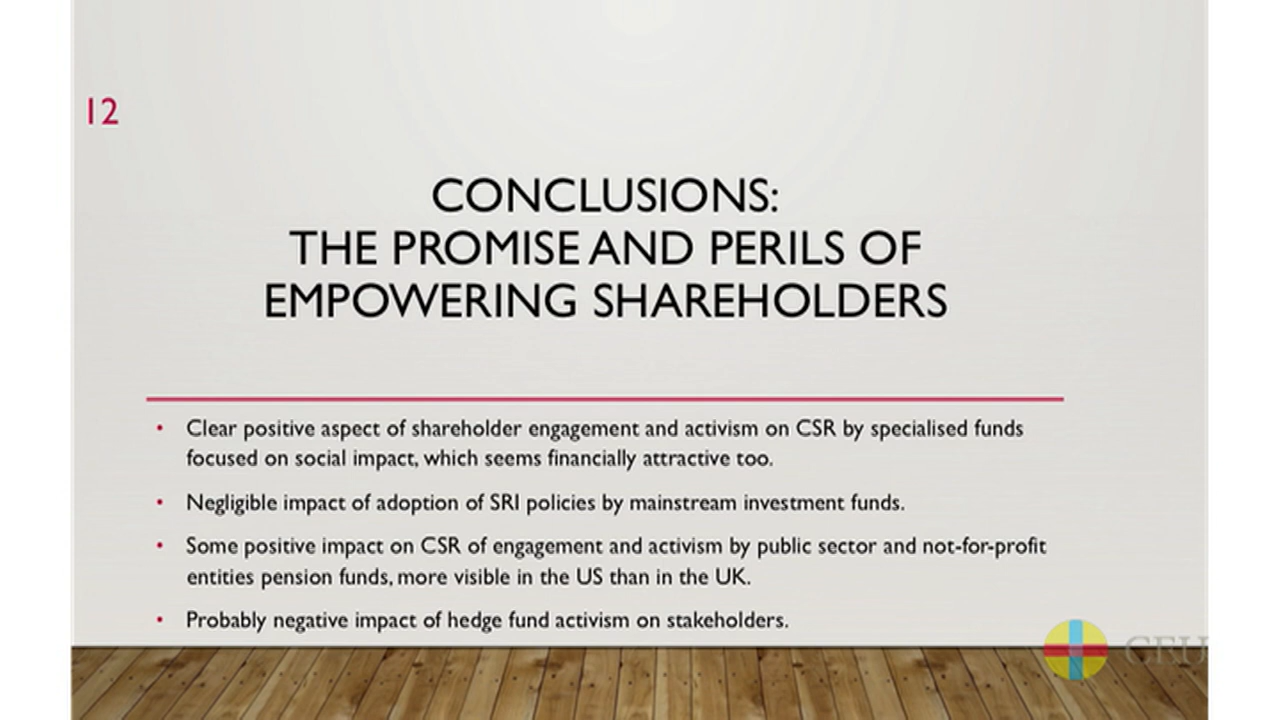 12
CONCLUSIONS:
THE PROMISE AND PERILS OF
EMPOWERING SHAREHOLDERS
• Clear positive aspect of shareholder engagement and activism on CSR by specialised funds
focused on social impact, which seems financially attractive too.
• Negligible impact of adoption of SRI policies by mainstream investment funds.
• Some positive impact on CSR of engagement and activism by public sector and not-for-profit
entities pension funds, more visible in the US than in the UK.
• Probably negative impact of hedge fund activism on stakeholders.
CEU